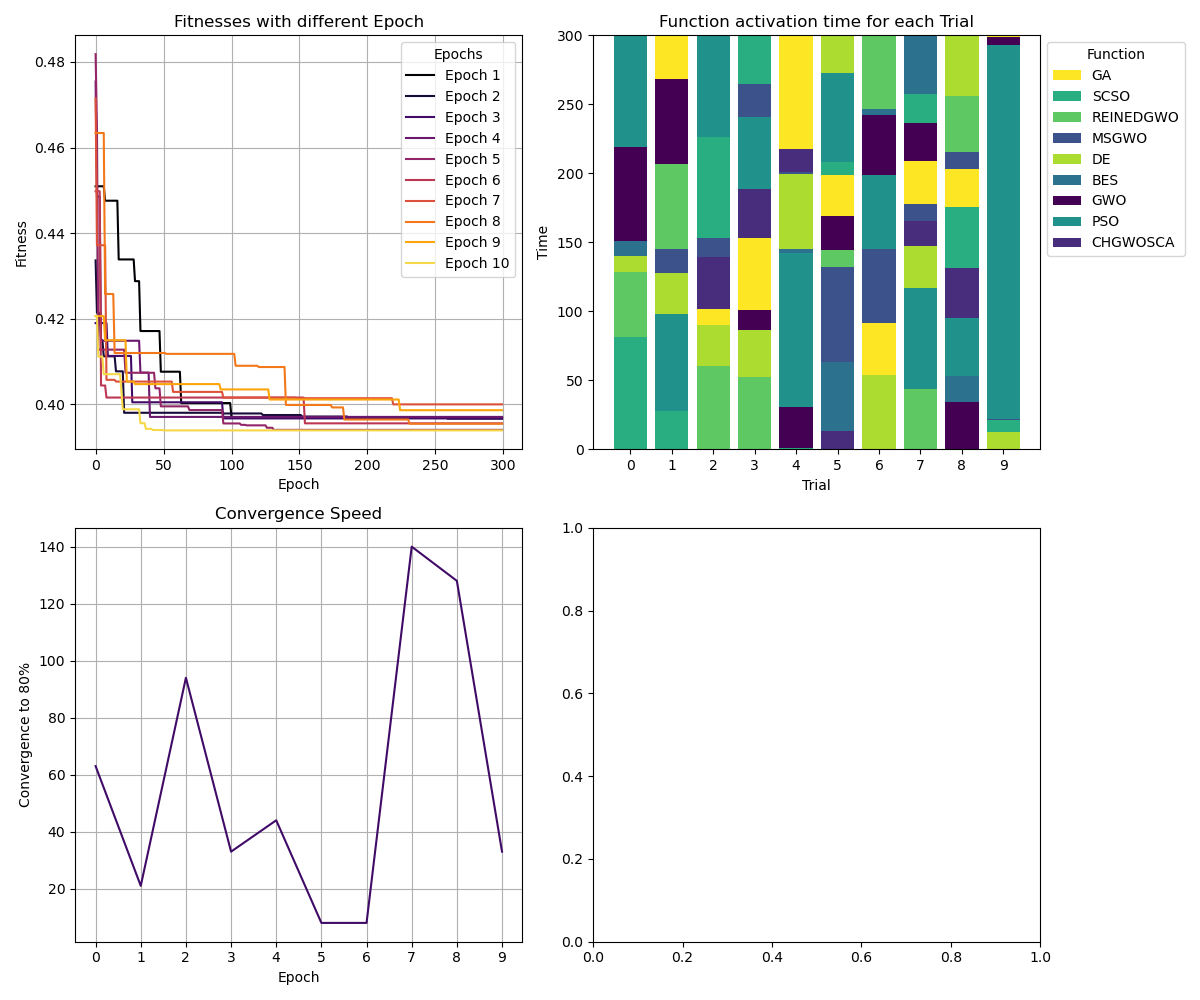 Fitnesses with different Epoch
Fitness
0.48
0.46
0.44
0.42
0.40
0 50 100 150 200 250 300
Epoch
Epochs
Epoch 1
Epoch 2
Epoch 3
Epoch 4
Epoch 5
Epoch 6
Epoch 7
Epoch 8
Epoch 9
Epoch 10
Function activation time for each Trial
Time
300
250
200
150
100
50
0
0 1 2 3 4 5 6 7 8 9
Trial
Function
GA
SCSO
REINEDGWO
MSGWO
DE
BES
GWO
PSO
CHGWOSCA
Convergence Speed
Convergence to 80%
140
120
100
80
60
40
20
0 1 2 3 4 5 6 7 8 9
Epoch
1.0
0.8
0.6
0.4
0.2
0.0
0.0 0.2 0.4 0.6 0.8 1.0